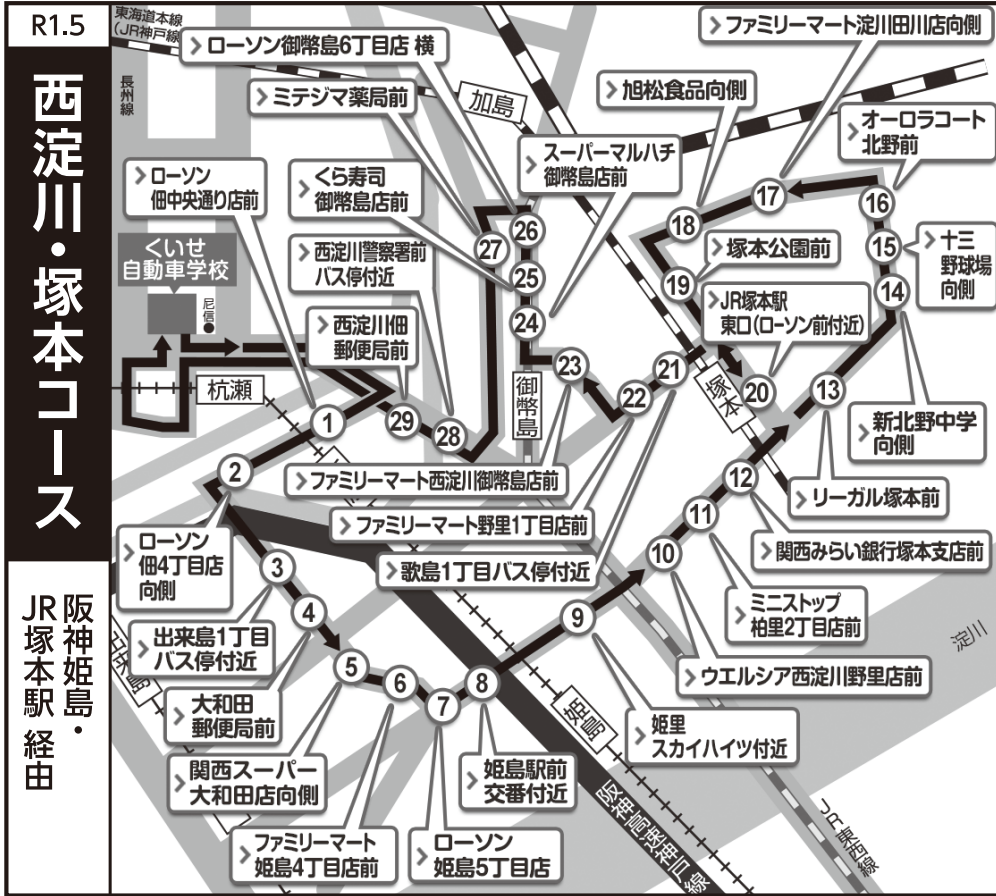 R1.5
西淀川・塚本コース
阪神姫島・
JR塚本駅 経由
東海道本線
(JR神戸線)
長州線
ローソン御幣島6丁目店 横
ミテジマ薬局前
加島
ファミリーマート淀川田川店向側
旭松食品向側
オーロラコート
北野前
スーパーマルハチ
御幣島店前
ローソン
佃中央通り店前
くら寿司
御幣島店前
西淀川警察署前
バス停付近
くいせ
自動車学校
尼信
西淀川佃
郵便局前
塚本公園前
JR塚本駅
東口(ローソン前付近)
十三
野球場
向側
杭瀬
御幣島
塚本
新北野中学
向側
リーガル塚本前
関西みらい銀行塚本支店前
ミニストップ
柏里2丁目店前
ウエルシア西淀川野里店前
ファミリーマート西淀川御幣島店前
ファミリーマート野里1丁目店前
歌島1丁目バス停付近
ローソン
佃4丁目店
向側
出来島1丁目
バス停付近
大和田
郵便局前
関西スーパー
大和田店向側
ファミリーマート
姫島4丁目店前
ローソン
姫島5丁目店
姫島駅前
交番付近
姫里
スカイハイツ付近
姫島
淀川
阪神高速神戸線
JR東西線
1
2
3
4
5
6
7
8
9
10
11
12
13
14
15
16
17
18
19
20
21
22
23
24
25
26
27
28
29